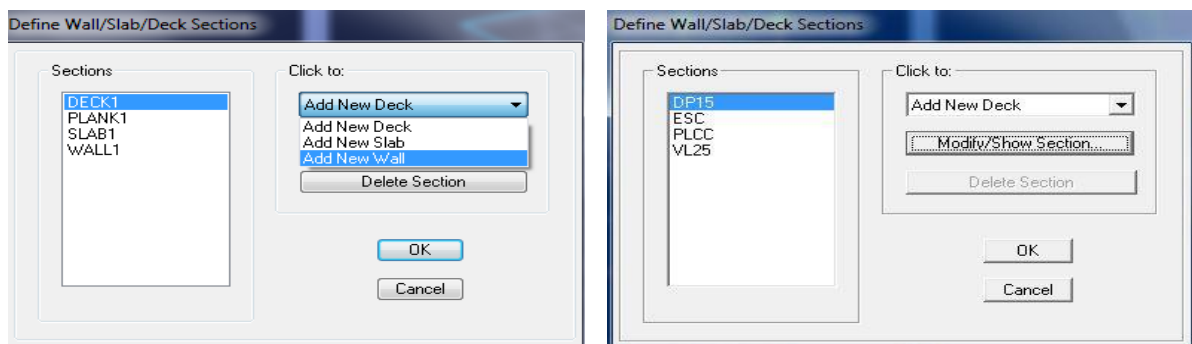 Define Wall/Slab/Deck Sections
Sections
DECK1
PLANK1
SLAB1
WALL1
Click to:
Add New Deck
Add New Deck
Add New Slab
Add New Wall
Delete Section
OK
Cancel
Define Wall/Slab/Deck Sections
Sections
DP15
ESC
PLCC
VL25
Click to:
Add New Deck
Modify/Show Section...
Delete Section
OK
Cancel